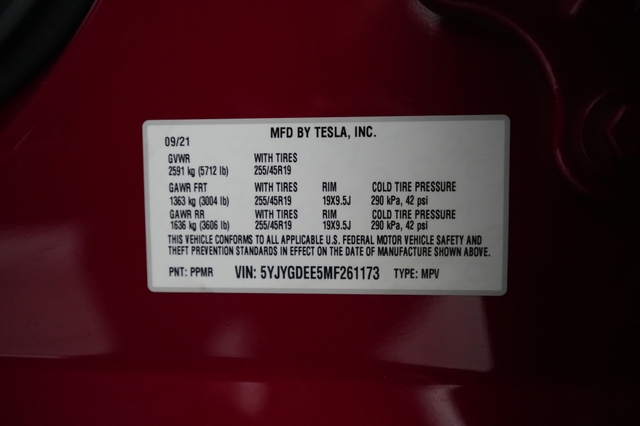 MFD BY TESLA, INC.
09/21
GVWR WITH TIRES
2591 kg (5712 lb) 255/45R19
GAWR FRT WITH TIRES RIM COLD TIRE PRESSURE
1363 kg (3004 lb) 255/45R19 19X9.5J 290 kPa, 42 psi
GAWR RR WITH TIRES RIM COLD TIRE PRESSURE
1636 kg (3606 lb) 255/45R19 19X9.5J 290 kPa, 42 psi
THIS VEHICLE CONFORMS TO ALL APPLICABLE U.S. FEDERAL MOTOR VEHICLE SAFETY AND
THEFT PREVENTION STANDARDS IN EFFECT ON THE DATE OF MANUFACTURE SHOWN ABOVE.
PNT: PPMR VIN: 5YJYGDEE5MF261173 TYPE: MPV